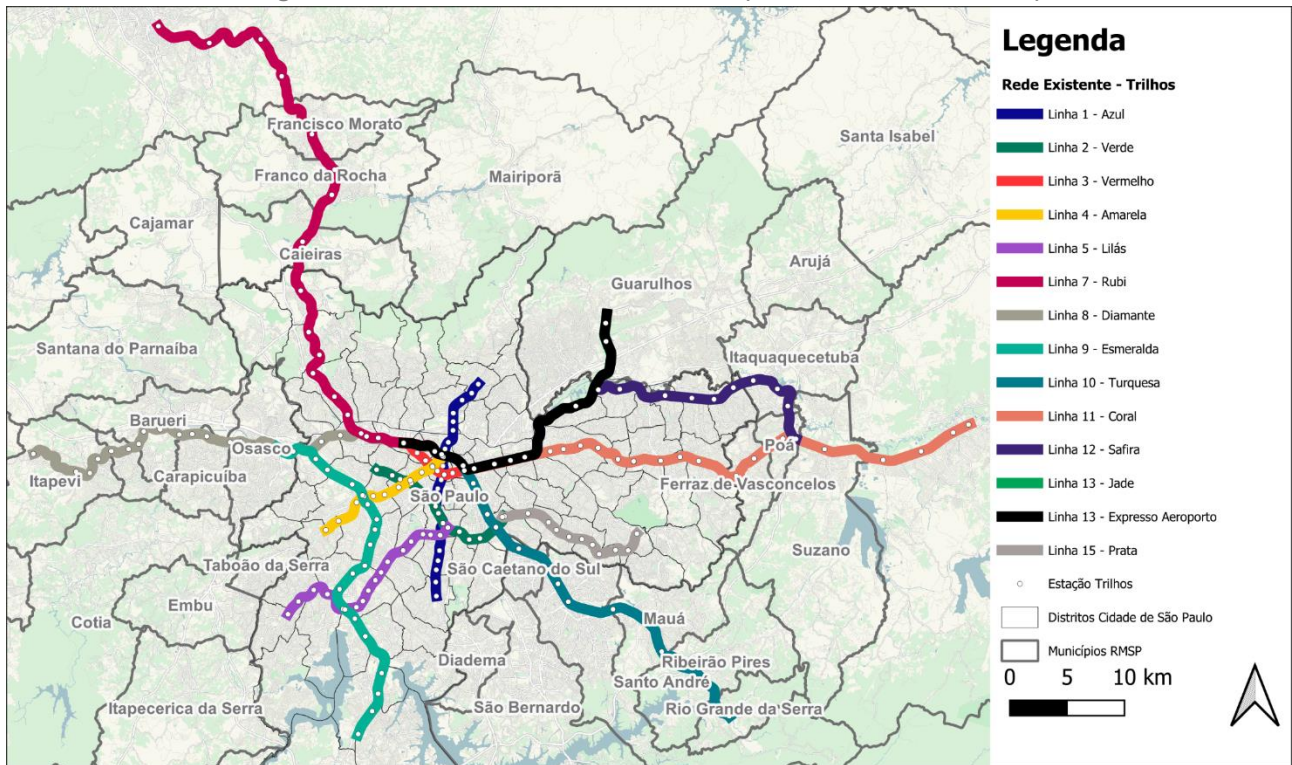 Francisco Morato
Franco da Rocha
Mairiporã
Santa Isabel
Cajamar
Caieiras
Arujá
Guarulhos
Santana do Parnaíba
Itaquaquecetuba
Barueri
Osasco
Poá
Itapevi
Carapicuíba
Ferraz de Vasconcelos
São Paulo
Suzano
Taboão da Serra
São Caetano do Sul
Embu
Cotia
Mauá
Diadema
Ribeirão Pires
Santo André
Itapecerica da Serra
São Bernardo
Rio Grande da Serra
Legenda
Rede Existente - Trilhos
Linha 1 - Azul
Linha 2 - Verde
Linha 3 - Vermelho
Linha 4 - Amarela
Linha 5 - Lilás
Linha 7 - Rubi
Linha 8 - Diamante
Linha 9 - Esmeralda
Linha 10 - Turquesa
Linha 11 - Coral
Linha 12 - Safira
Linha 13 - Jade
Linha 13 - Expresso Aeroporto
Linha 15 - Prata
Estação Trilhos
Distritos Cidade de São Paulo
Municípios RMSP
0 5 10 km